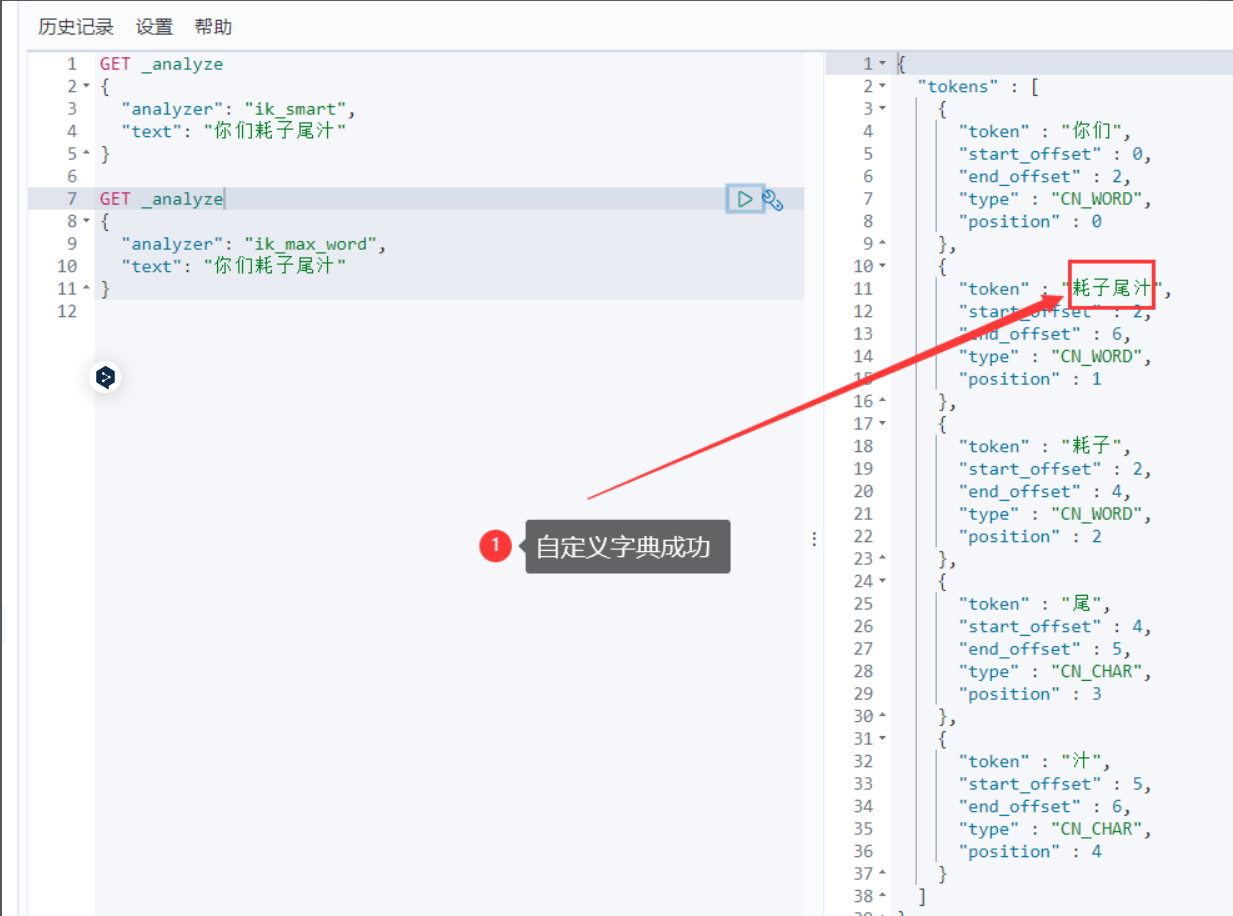 历史记录 设置 帮助
1 GET _analyze
2 {
3 "analyzer": "ik_smart",
4 "text": "你们耗子尾汁"
5 }
6
7 GET _analyze
8 {
9 "analyzer": "ik_max_word",
10 "text": "你们耗子尾汁"
11 }
12
1 自定义字典成功
1 {
2 "tokens" : [
3 {
4 "token" : "你们",
5 "start_offset" : 0,
6 "end_offset" : 2,
7 "type" : "CN_WORD",
8 "position" : 0
9 },
10 {
11 "token" : "耗子尾汁",
12 "start_offset" : 2,
13 "end_offset" : 6,
14 "type" : "CN_WORD",
15 "position" : 1
16 },
17 {
18 "token" : "耗子",
19 "start_offset" : 2,
20 "end_offset" : 4,
21 "type" : "CN_WORD",
22 "position" : 2
23 },
24 {
25 "token" : "尾",
26 "start_offset" : 4,
27 "end_offset" : 5,
28 "type" : "CN_CHAR",
29 "position" : 3
30 },
31 {
32 "token" : "汁",
33 "start_offset" : 5,
34 "end_offset" : 6,
35 "type" : "CN_CHAR",
36 "position" : 4
37 }
38 ]